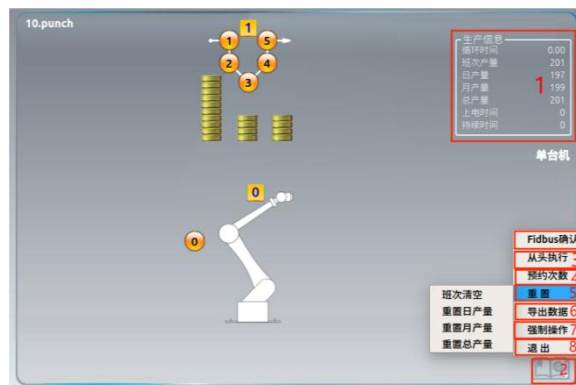 10.punch
1
1
5
2
4
3
生产信息
循环时间 0.00
班次产量 201
日产量 197
月产量 199
总产量 201
上电时间 0
持续时间 0
1
单台机
0
0
Fidbus确认
从头执行 3
预约次数 4
重置 5
导出数据 6
强制操作 7
退出 8
班次清空
重置日产量
重置月产量
重置总产量
2